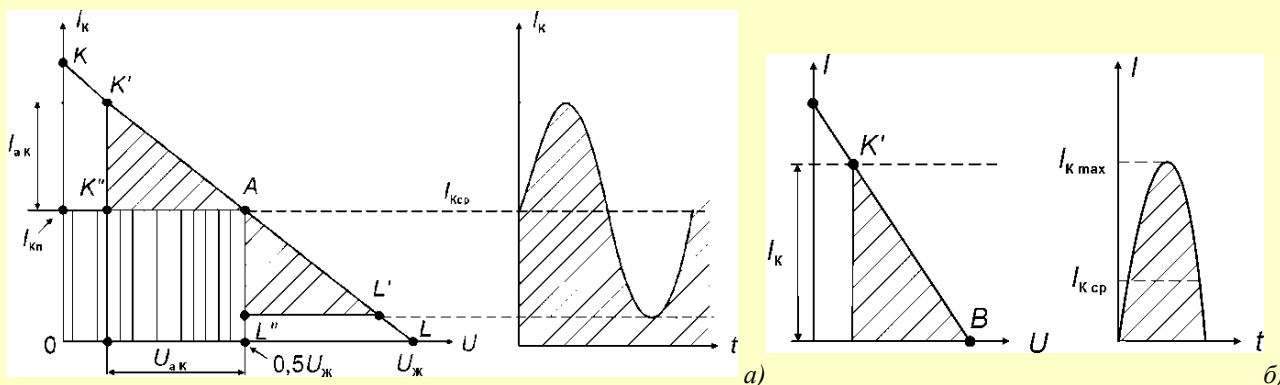 Iк
K
K′
Iа к
K″
A
Iкп
Iкср
L′
L″
L
0
Uа к
0,5Uж
Uж
U
Iк
t
а)
I
K′
Iк
B
U
I
Iк max
Iк ср
t
б)